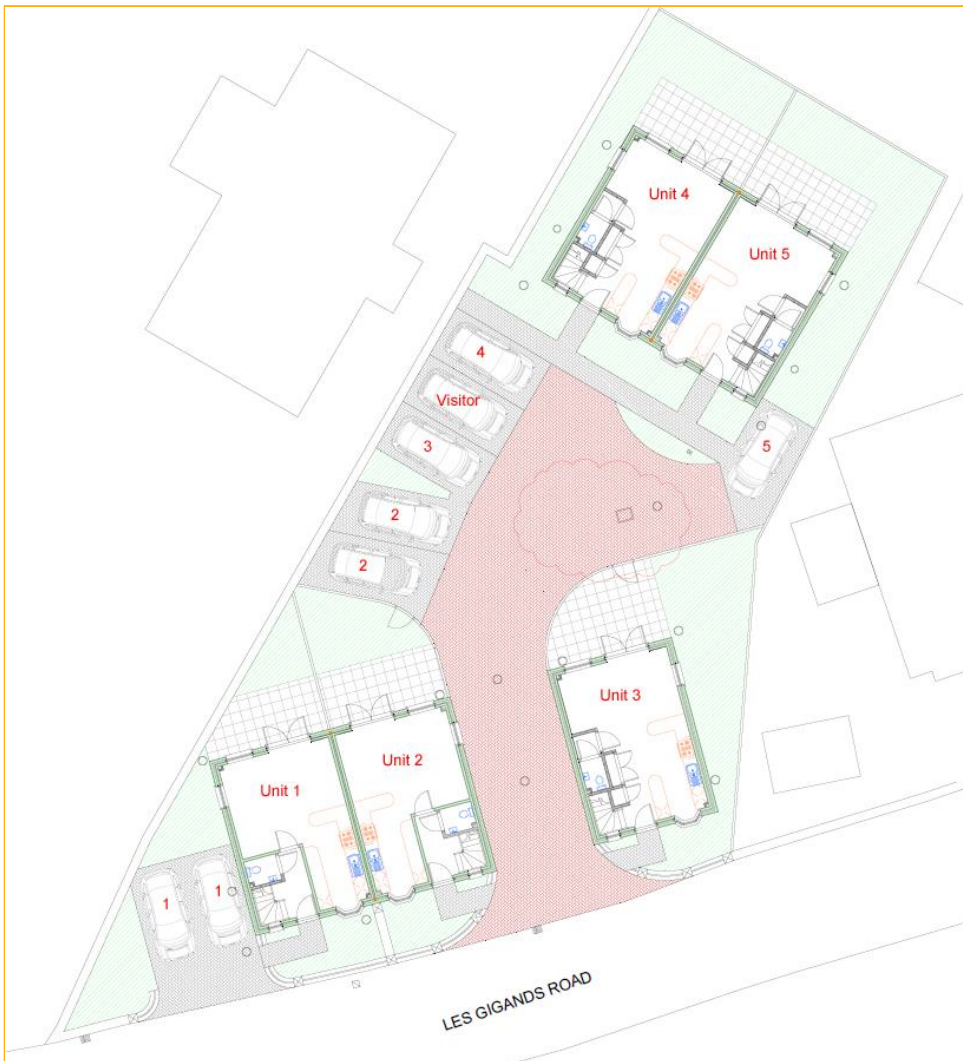 Unit 4
Unit 5
4
Visitor
3
5
2
2
Unit 3
Unit 2
Unit 1
1
1
LES GIGANDS ROAD